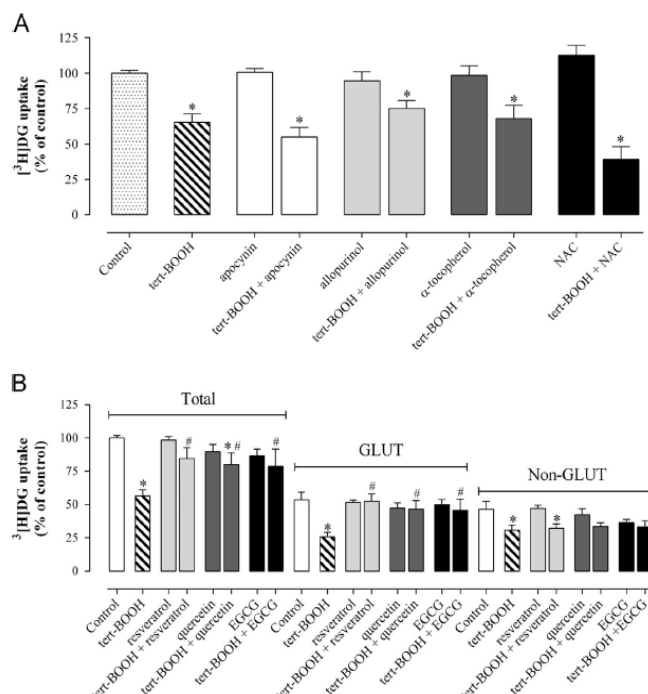 A
[³H]DG uptake
(% of control)
125
100
75
50
25
0
*
*
*
*
*
Control
tert-BOOH
apocynin
tert-BOOH + apocynin
allopurinol
tert-BOOH + allopurinol
α-tocopherol
tert-BOOH + α-tocopherol
NAC
tert-BOOH + NAC
B
³[H]DG uptake
(% of control)
125
100
75
50
25
0
Total
GLUT
Non-GLUT
*
#
* #
#
*
#
#
#
*
*
Control
tert-BOOH
resveratrol
tert-BOOH + resveratrol
quercetin
tert-BOOH + quercetin
EGCG
tert-BOOH + EGCG
Control
tert-BOOH
resveratrol
tert-BOOH + resveratrol
quercetin
tert-BOOH + quercetin
EGCG
tert-BOOH + EGCG
Control
tert-BOOH
resveratrol
tert-BOOH + resveratrol
quercetin
tert-BOOH + quercetin
EGCG
tert-BOOH +EGCG